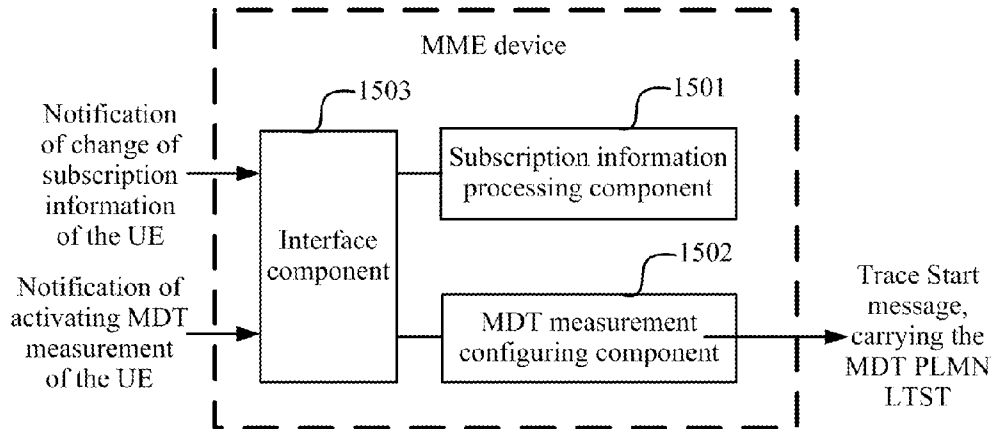 MME device
1503
1501
Notification
of change of
subscription
information
of the UE
Subscription information
processing component
Interface
component
1502
Notification of
activating MDT
measurement
of the UE
MDT measurement
configuring component
Trace Start
message,
carrying the
MDT PLMN
LTST